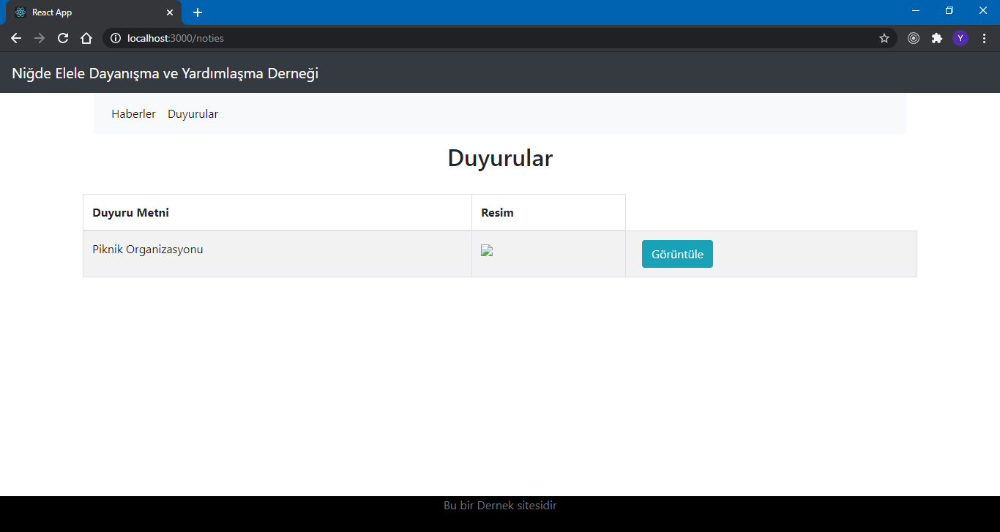 React App
localhost:3000/noties
Y
Niğde Elele Dayanışma ve Yardımlaşma Derneği
Haberler Duyurular
Duyurular
Duyuru Metni Resim
Piknik Organizasyonu Görüntüle
Bu bir Dernek sitesidir